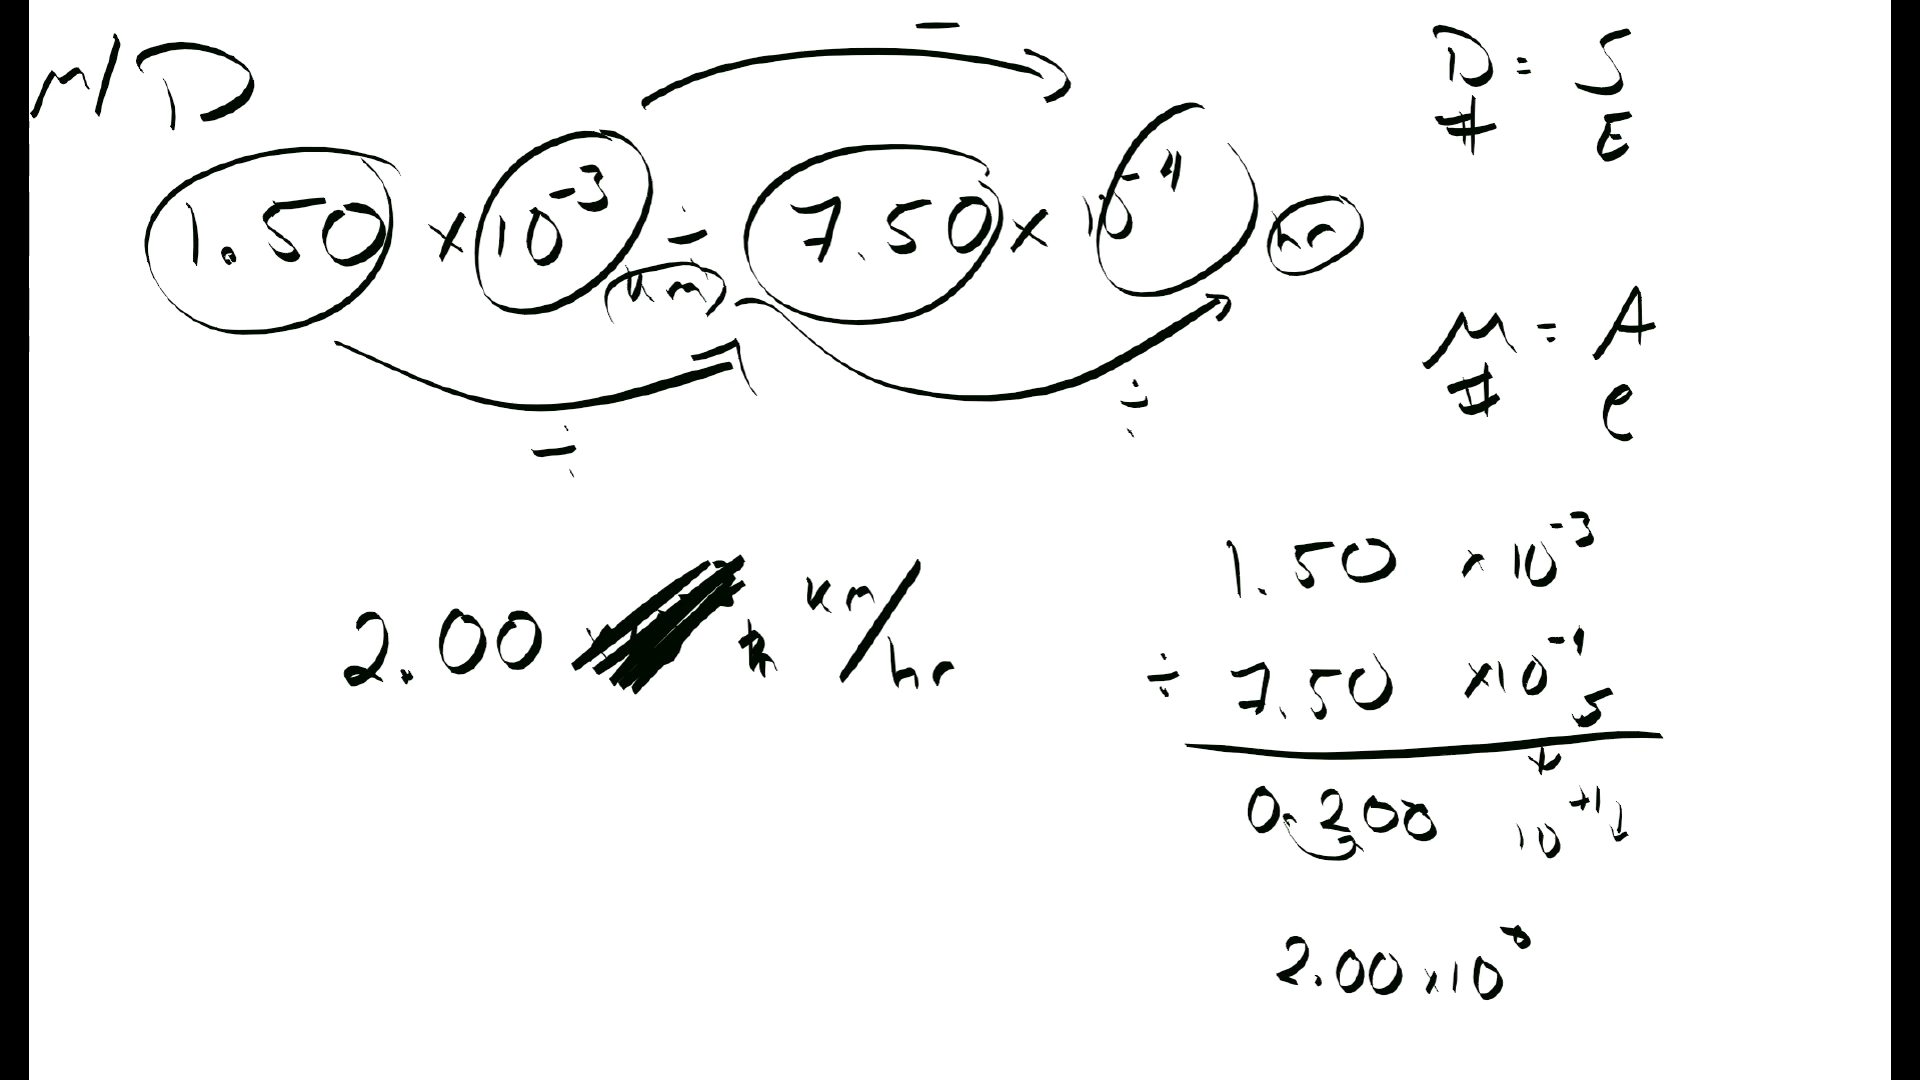 M/D
−
1.50 × 10⁻³ (km) ÷ 7.50 × 10⁻⁴ hr
÷ ÷
D = S
# E
M = A
# e
2.00 km/hr
1.50 ×10⁻³
÷ 7.50 ×10⁻⁴
0.200 10⁺¹
2.00 ×10⁰